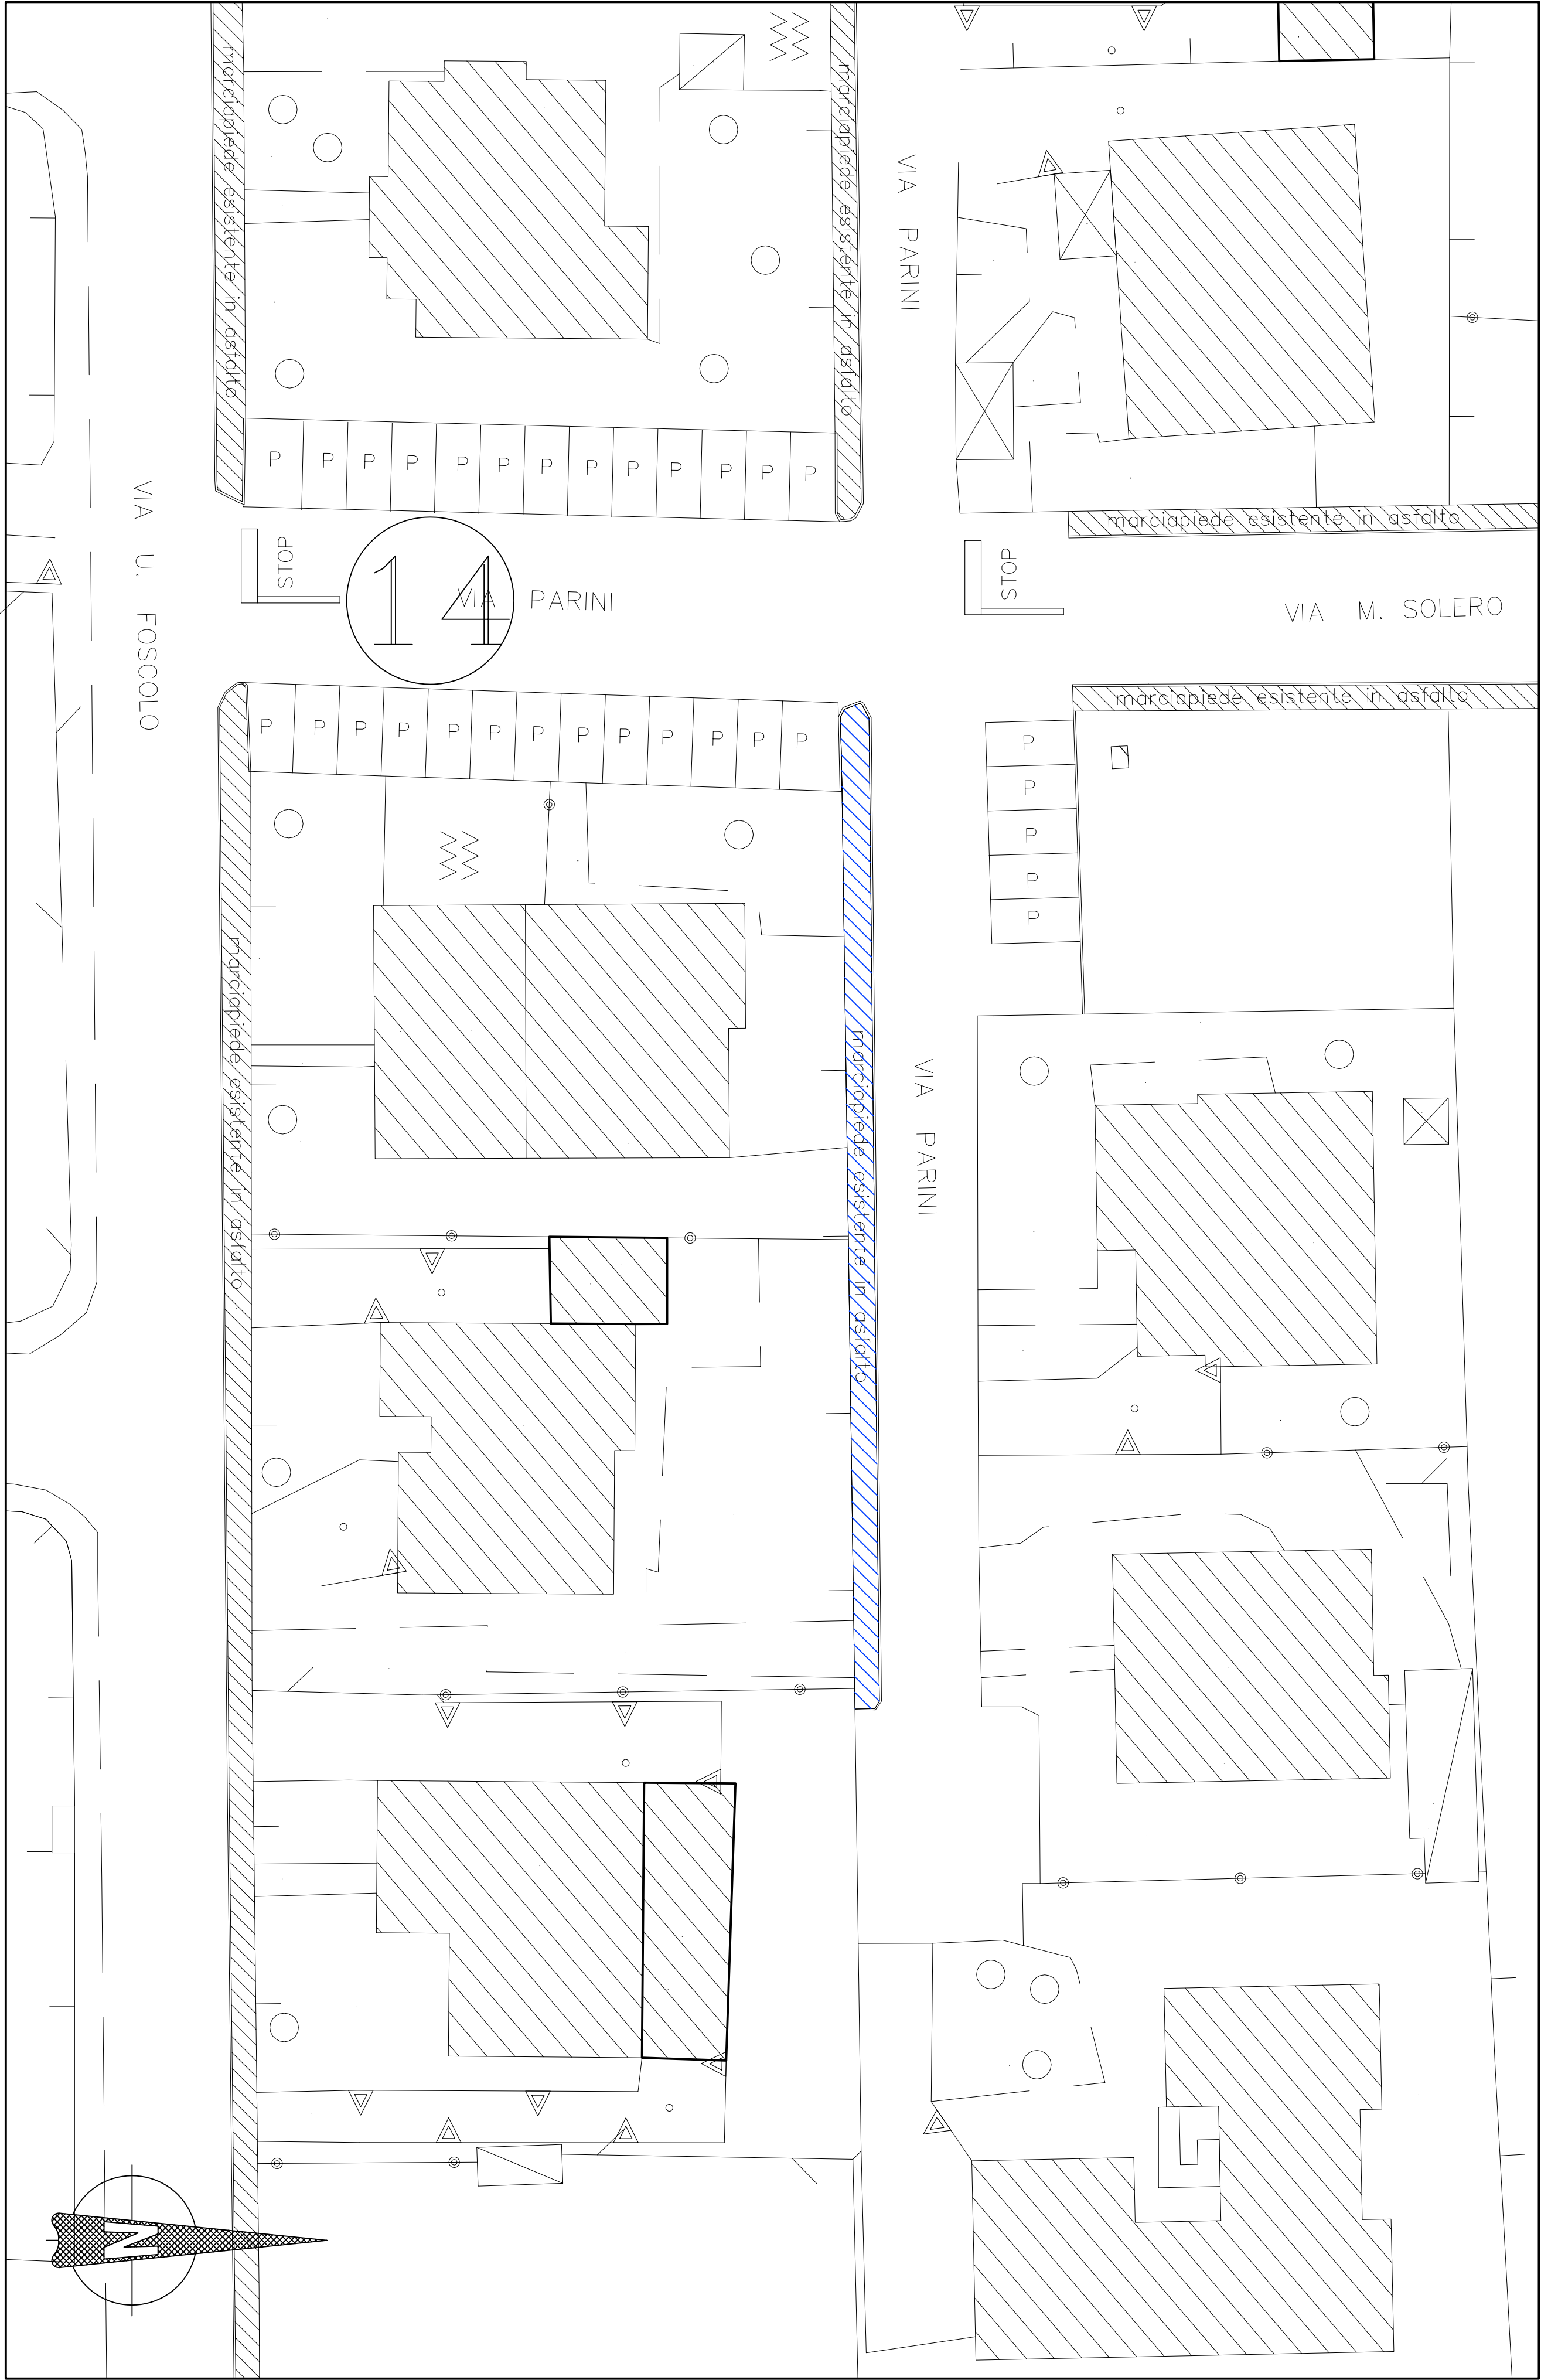 marciapiede esistente in asfalto
marciapiede esistente in asfalto
VIA PARINI
P P P P P P P P P P P P P
marciapiede esistente in asfalto
VIA U. FOSCOLO
STOP
14
VIA PARINI
STOP
VIA M. SOLERO
marciapiede esistente in asfalto
P P P P P P P P P P P P P
P
P
P
P
P
marciapiede esistente in asfalto
marciapiede esistente in asfalto
VIA PARINI
N